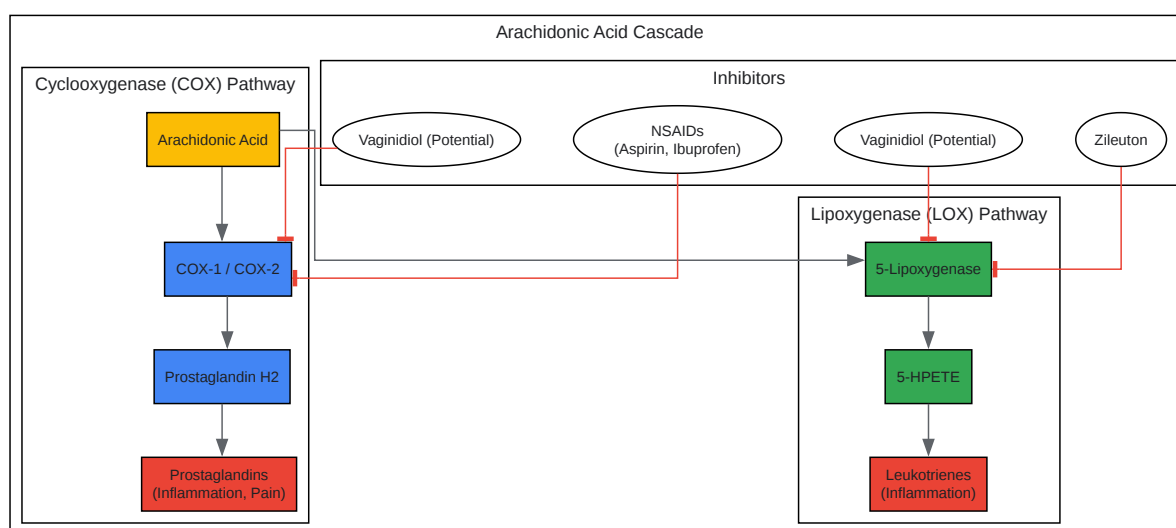 Arachidonic Acid Cascade
Cyclooxygenase (COX) Pathway
Inhibitors
Arachidonic Acid
Vaginidiol (Potential)
NSAIDs
(Aspirin, Ibuprofen)
Vaginidiol (Potential)
Zileuton
Lipoxygenase (LOX) Pathway
COX-1 / COX-2
5-Lipoxygenase
Prostaglandin H2
5-HPETE
Prostaglandins
(Inflammation, Pain)
Leukotrienes
(Inflammation)